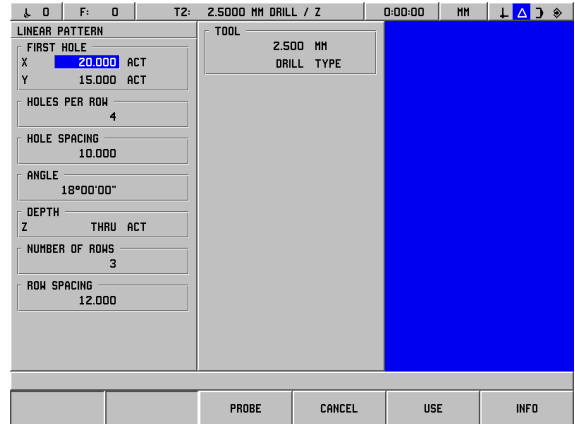 0 F: 0 T2: 2.5000 MM DRILL / Z 0:00:00 MM
LINEAR PATTERN
FIRST HOLE
X 20.000 ACT
Y 15.000 ACT
HOLES PER ROW
4
HOLE SPACING
10.000
ANGLE
18°00'00"
DEPTH
Z THRU ACT
NUMBER OF ROWS
3
ROW SPACING
12.000
TOOL
2.500 MM
DRILL TYPE
PROBE CANCEL USE INFO